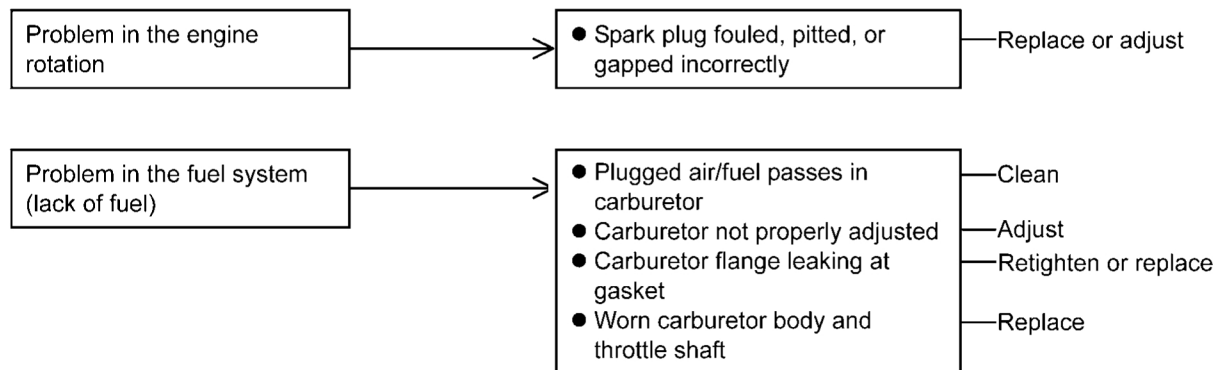 Problem in the engine
rotation
● Spark plug fouled, pitted, or
gapped incorrectly
Replace or adjust
Problem in the fuel system
(lack of fuel)
● Plugged air/fuel passes in
carburetor
Clean
● Carburetor not properly adjusted
Adjust
● Carburetor flange leaking at
gasket
Retighten or replace
● Worn carburetor body and
throttle shaft
Replace